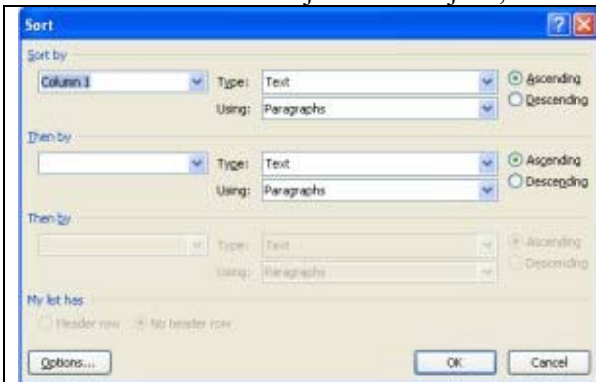 Sort
Sort by
Column 1 Type: Text Ascending
Using: Paragraphs Descending
Then by
Type: Text Ascending
Using: Paragraphs Descending
Then by
Type: Text Ascending
Using: Paragraphs Descending
My list has
Header row No header row
Options... OK Cancel